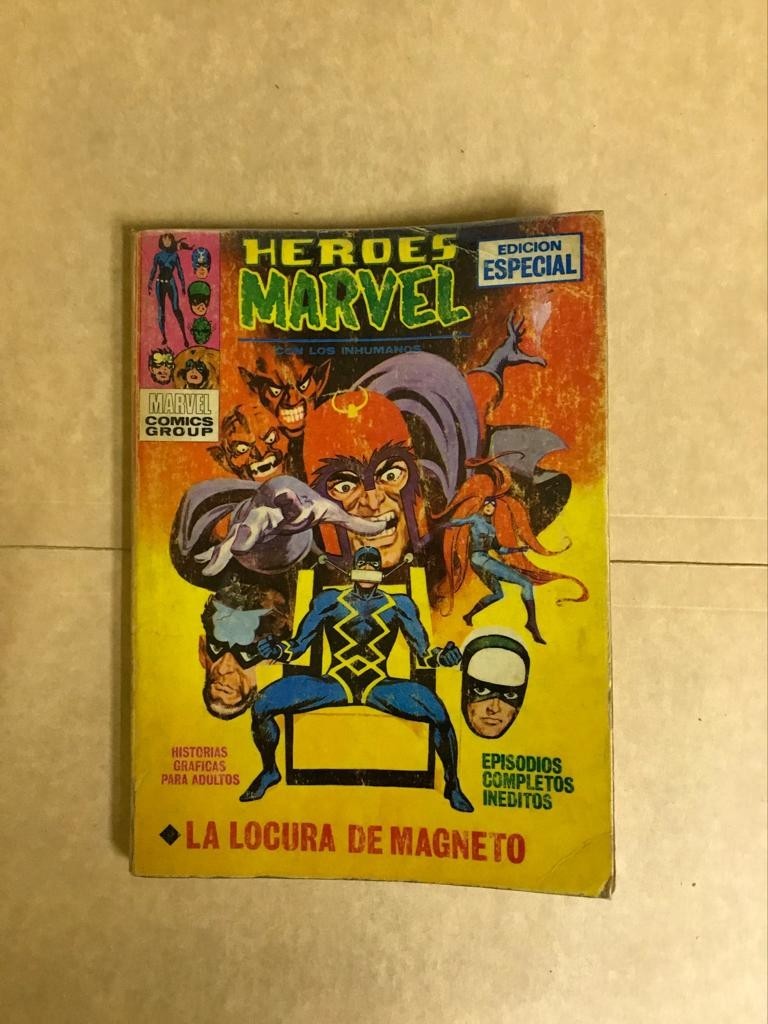 HEROES
MARVEL
CON LOS INHUMANOS
EDICION
ESPECIAL
MARVEL
COMICS
GROUP
HISTORIAS
GRAFICAS
PARA ADULTOS
EPISODIOS
COMPLETOS
INEDITOS
LA LOCURA DE MAGNETO